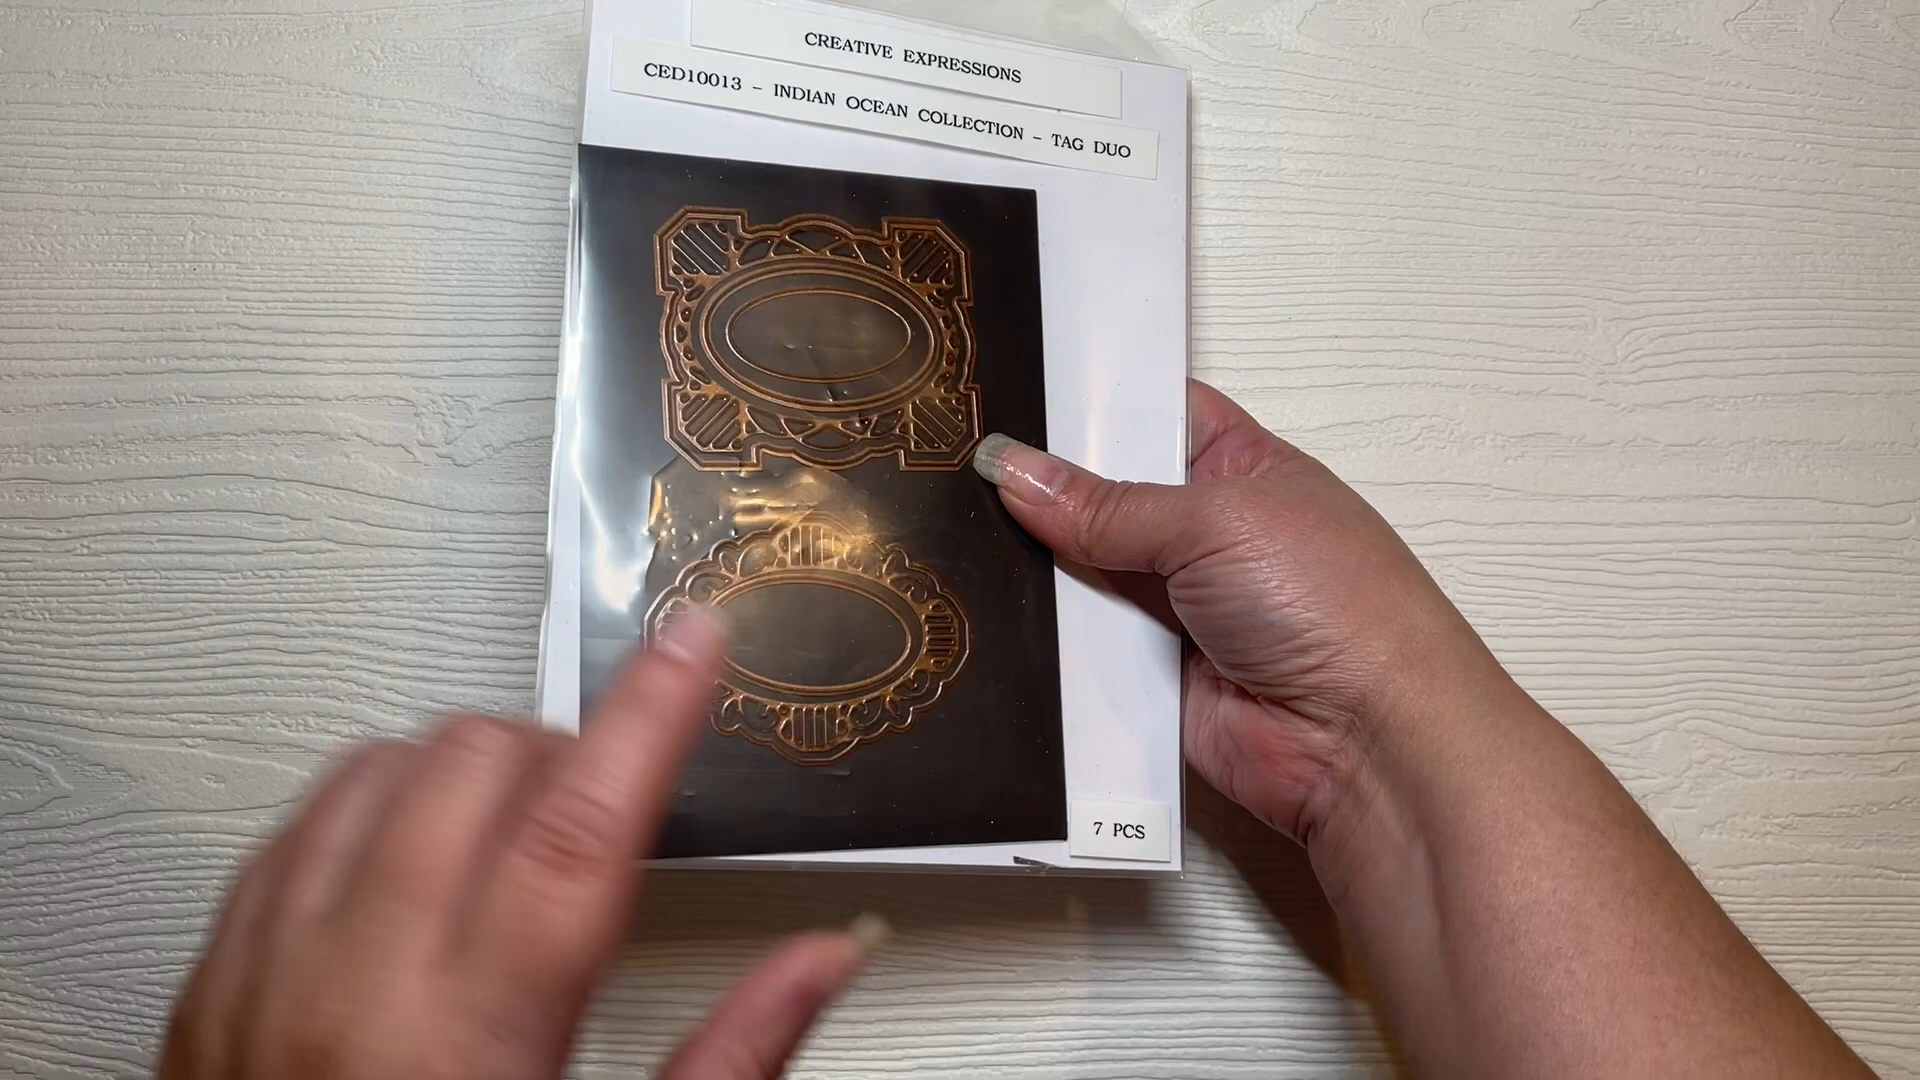 CREATIVE EXPRESSIONS
CED10013 - INDIAN OCEAN COLLECTION - TAG DUO
7 PCS